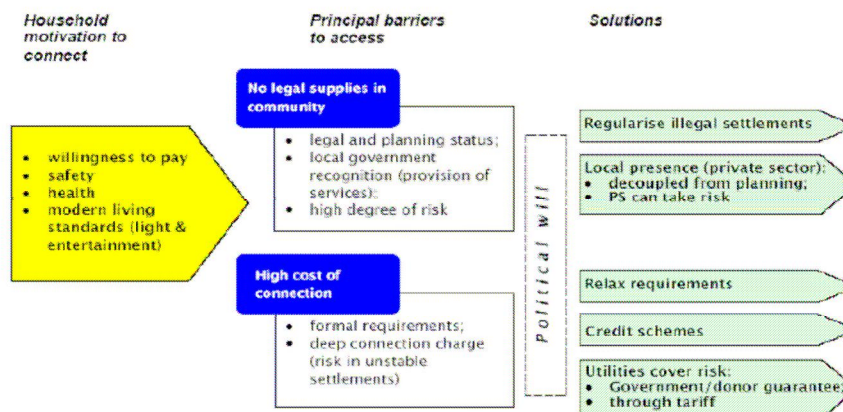 Household
motivation to
connect
Principal barriers
to access
Solutions
• willingness to pay
• safety
• health
• modern living
standards (light &
entertainment)
No legal supplies in
community
• legal and planning status;
• local government
recognition (provision of
services);
• high degree of risk
High cost of
connection
• formal requirements;
• deep connection charge
(risk in unstable
settlements)
Political will
Regularise illegal settlements
Local presence (private sector):
• decoupled from planning;
• PS can take risk
Relax requirements
Credit schemes
Utilities cover risk:
• Government/donor guarantee;
• through tariff